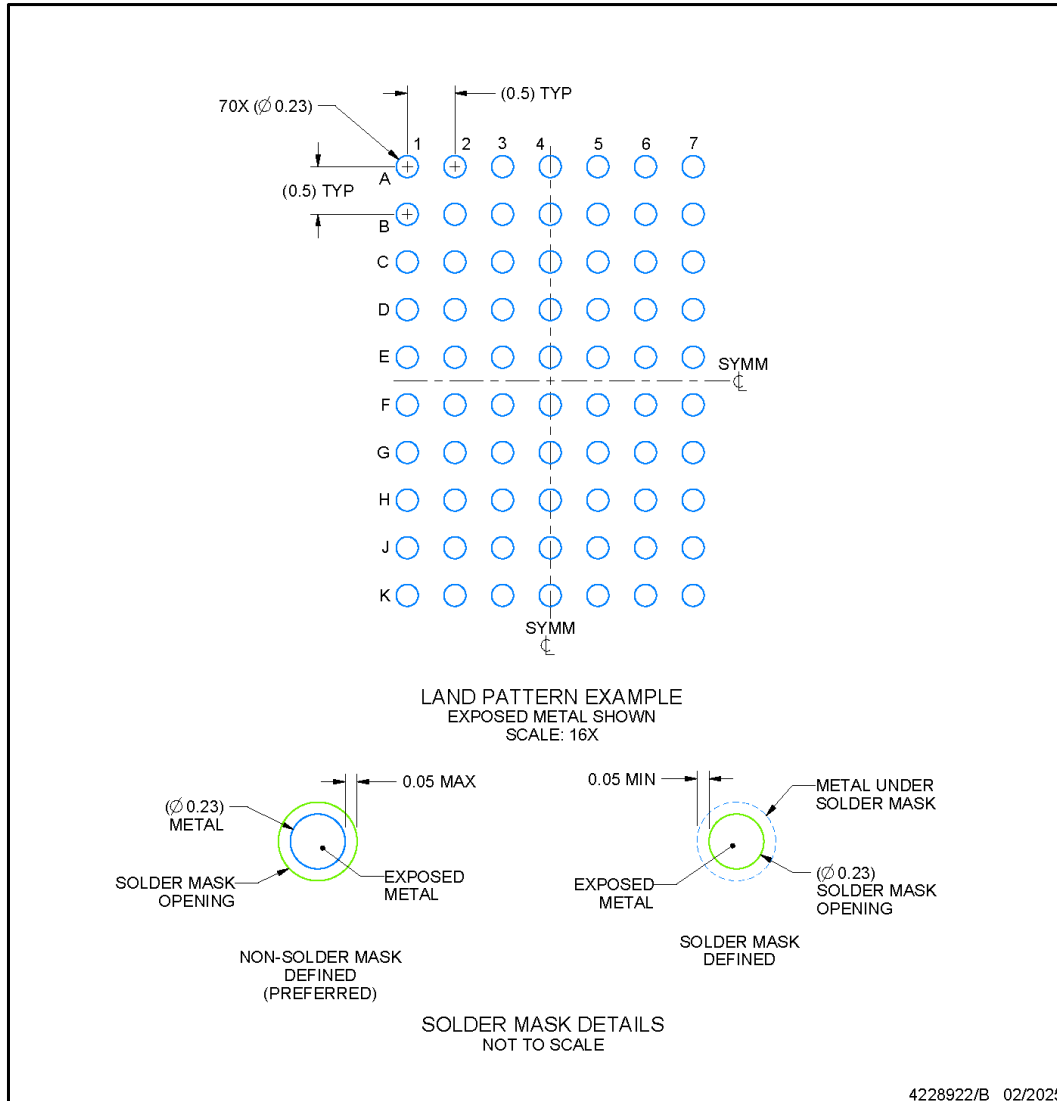 (0.5) TYP
70X (∅ 0.23)
1 2 3 4 5 6 7
A
(0.5) TYP
B
C
D
E
SYMM
℄
F
G
H
J
K
SYMM
℄
LAND PATTERN EXAMPLE
EXPOSED METAL SHOWN
SCALE: 16X
0.05 MAX
(∅ 0.23)
METAL
SOLDER MASK
OPENING
EXPOSED
METAL
NON-SOLDER MASK
DEFINED
(PREFERRED)
0.05 MIN
METAL UNDER
SOLDER MASK
EXPOSED
METAL
(∅ 0.23)
SOLDER MASK
OPENING
SOLDER MASK
DEFINED
SOLDER MASK DETAILS
NOT TO SCALE
4228922/B 02/2025